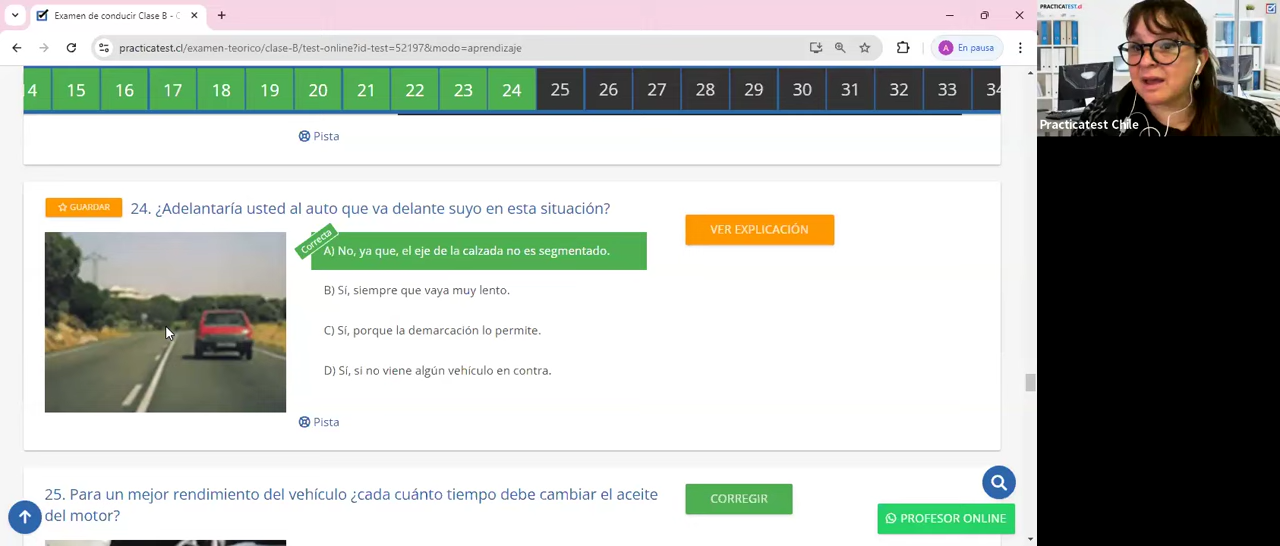 Examen de conducir Clase B - C
practicatest.cl/examen-teorico/clase-B/test-online?id-test=52197&modo=aprendizaje
A En pausa
PRACTICATEST.cl
Practicatest Chile
14 15 16 17 18 19 20 21 22 23 24 25 26 27 28 29 30 31 32 33 34
Pista
GUARDAR
24. ¿Adelantaría usted al auto que va delante suyo en esta situación?
VER EXPLICACIÓN
Correcta
A) No, ya que, el eje de la calzada no es segmentado.
B) Sí, siempre que vaya muy lento.
C) Sí, porque la demarcación lo permite.
D) Sí, si no viene algún vehículo en contra.
Pista
25. Para un mejor rendimiento del vehículo ¿cada cuánto tiempo debe cambiar el aceite
del motor?
CORREGIR
PROFESOR ONLINE